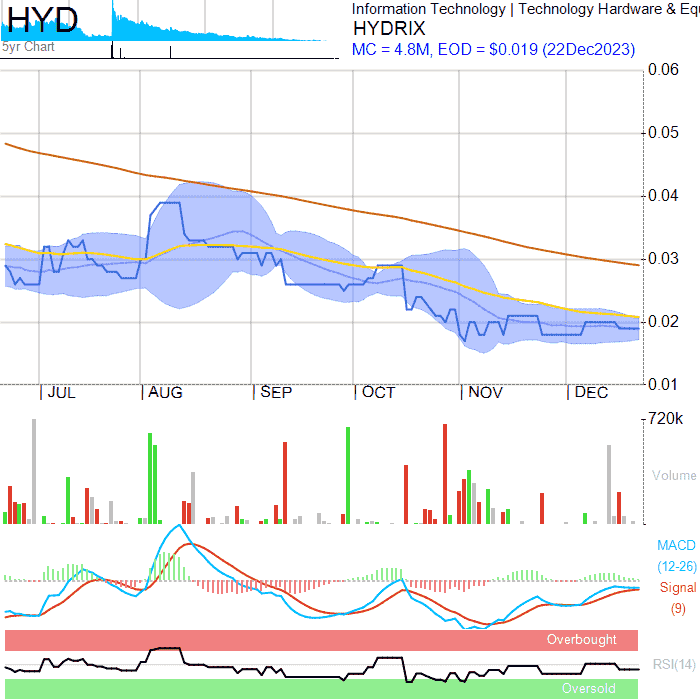 HYD
5yr Chart
Information Technology | Technology Hardware & Equ
HYDRIX
MC = 4.8M, EOD = $0.019 (22Dec2023)
0.06
0.05
0.04
0.03
0.02
0.01
JUL AUG SEP OCT NOV DEC
720k
Volume
MACD
(12-26)
Signal
(9)
Overbought
RSI(14)
Oversold